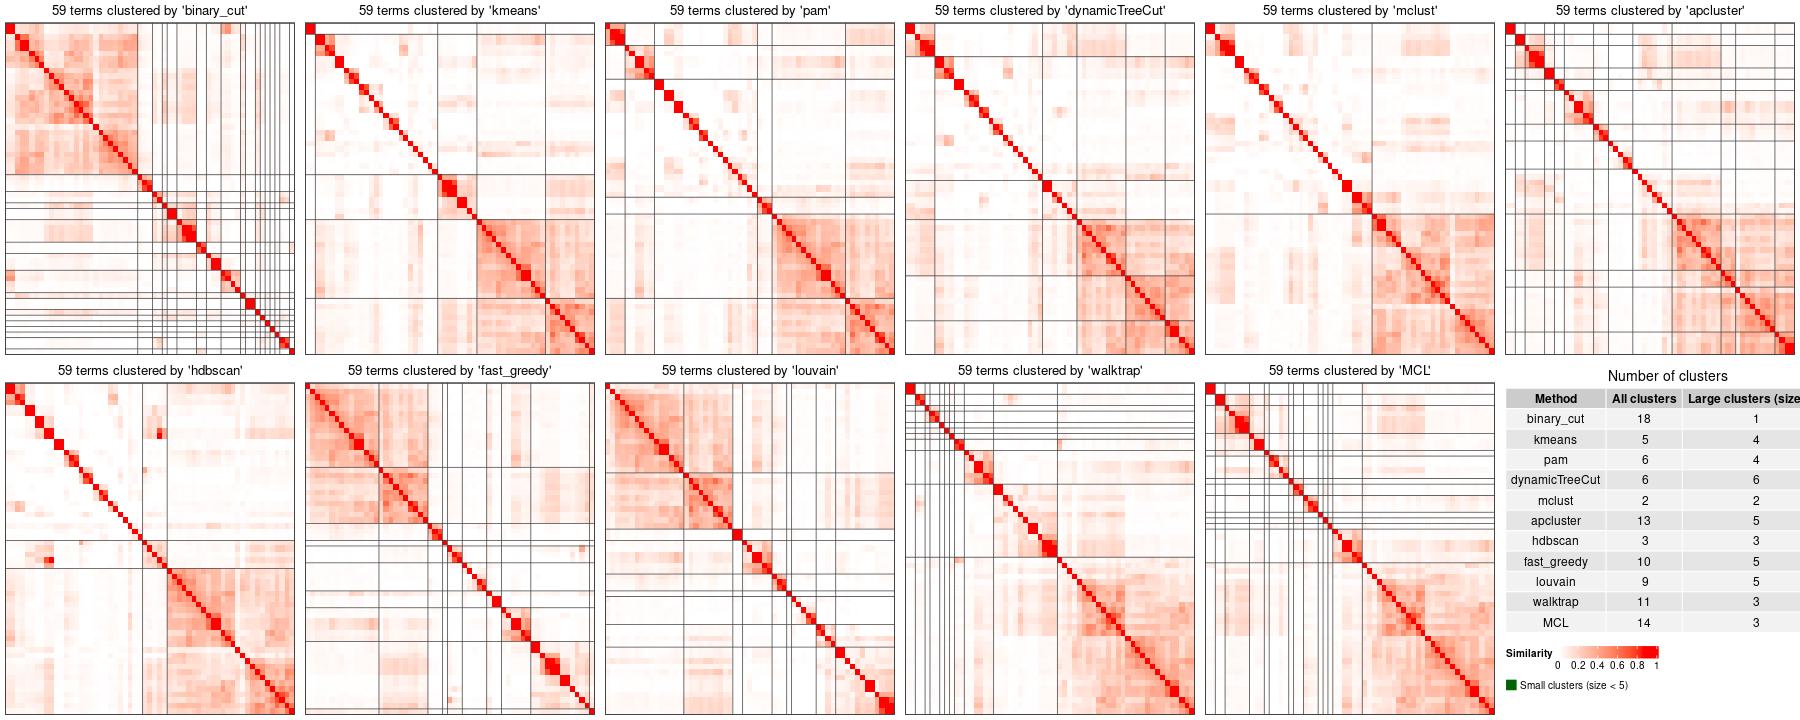 59 terms clustered by 'binary_cut'
59 terms clustered by 'kmeans'
59 terms clustered by 'pam'
59 terms clustered by 'dynamicTreeCut'
59 terms clustered by 'mclust'
59 terms clustered by 'apcluster'
59 terms clustered by 'hdbscan'
59 terms clustered by 'fast_greedy'
59 terms clustered by 'louvain'
59 terms clustered by 'walktrap'
59 terms clustered by 'MCL'
Number of clusters
Method All clusters Large clusters (size
binary_cut 18 1
kmeans 5 4
pam 6 4
dynamicTreeCut 6 6
mclust 2 2
apcluster 13 5
hdbscan 3 3
fast_greedy 10 5
louvain 9 5
walktrap 11 3
MCL 14 3
Similarity
0 0.2 0.4 0.6 0.8 1
Small clusters (size < 5)